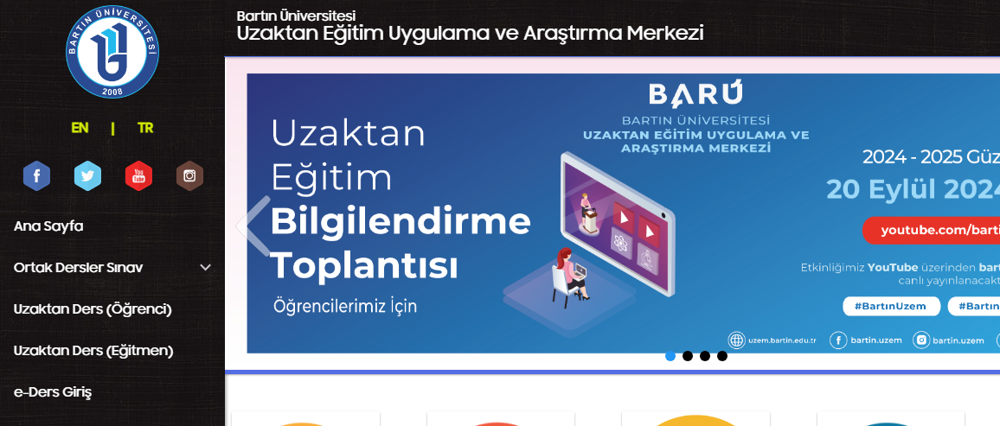 BARTIN ÜNİVERSİTESİ
2008
EN | TR
You
Tube
Ana Sayfa
Ortak Dersler Sınav
Uzaktan Ders (Öğrenci)
Uzaktan Ders (Eğitmen)
e-Ders Giriş
Bartın Üniversitesi
Uzaktan Eğitim Uygulama ve Araştırma Merkezi
Uzaktan
Eğitim
Bilgilendirme
Toplantısı
Öğrencilerimiz İçin
BARÜ
BARTIN ÜNİVERSİTESİ
UZAKTAN EĞİTİM UYGULAMA VE
ARAŞTIRMA MERKEZİ
2024 - 2025 Güz
20 Eylül 2024
youtube.com/barti
Etkinliğimiz YouTube üzerinden bart
canlı yayınlanacakt
#BartınUzem #Bartın
uzem.bartin.edu.tr bartin.uzem bartin.uzem